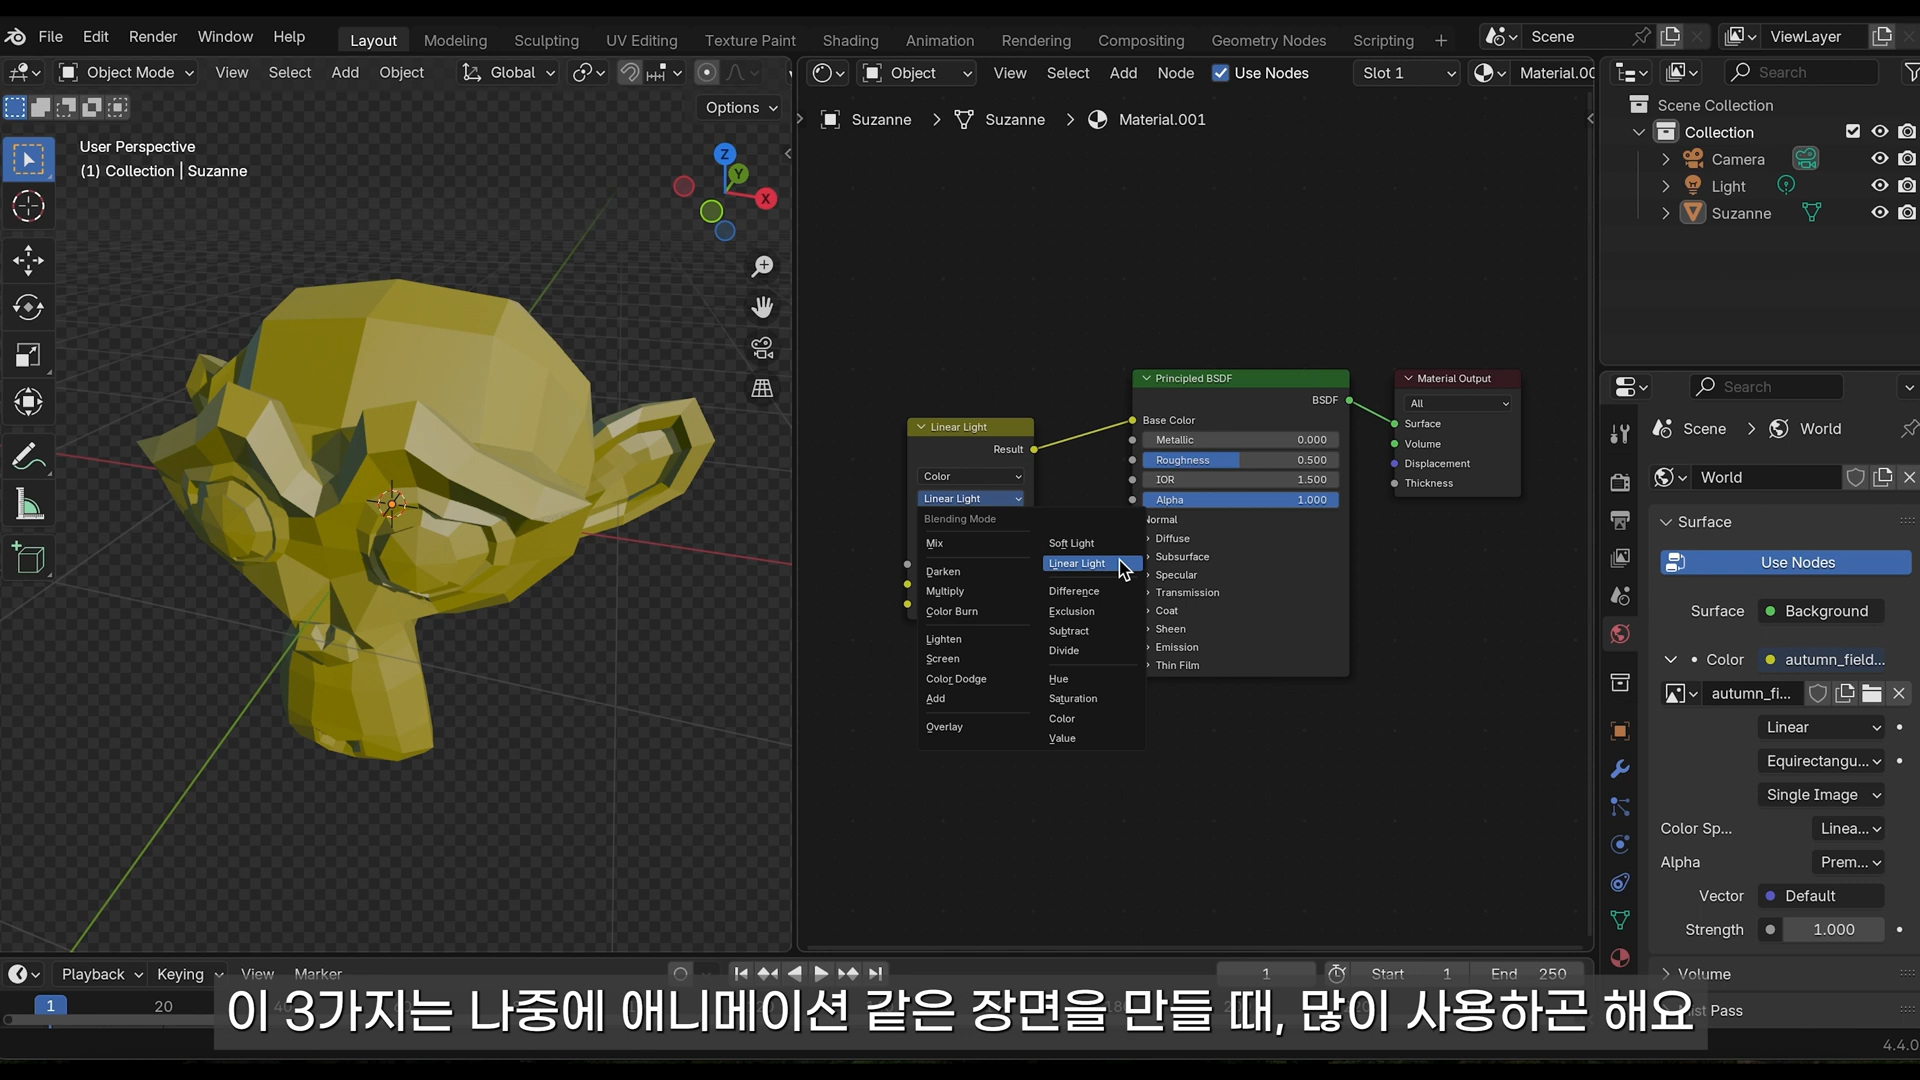 File Edit Render Window Help Layout Modeling Sculpting UV Editing Texture Paint Shading Animation Rendering Compositing Geometry Nodes Scripting + Scene ViewLayer
Object Mode View Select Add Object Global
Options
User Perspective
(1) Collection | Suzanne
Z
Y
X
Object View Select Add Node Use Nodes Slot 1 Material.00
Suzanne > Suzanne > Material.001
Linear Light
Result
Color
Linear Light
Blending Mode
Mix
Darken
Multiply
Color Burn
Lighten
Screen
Color Dodge
Add
Overlay
Soft Light
Linear Light
Difference
Exclusion
Subtract
Divide
Hue
Saturation
Color
Value
Principled BSDF
BSDF
Base Color
Metallic 0.000
Roughness 0.500
IOR 1.500
Alpha 1.000
Normal
Diffuse
Subsurface
Specular
Transmission
Coat
Sheen
Emission
Thin Film
Material Output
All
Surface
Volume
Displacement
Thickness
Search
Scene Collection
Collection
Camera
Light
Suzanne
Search
Scene > World
World
Surface
Use Nodes
Surface Background
Color autumn_field...
autumn_fi...
Linear
Equirectangu...
Single Image
Color Sp... Linea...
Alpha Prem...
Vector Default
Strength 1.000
Volume
Playback Keying View Marker 1 Start 1 End 250
1 20
이 3가지는 나중에 애니메이션 같은 장면을 만들 때, 많이 사용하곤 해요
Pass
4.4.0